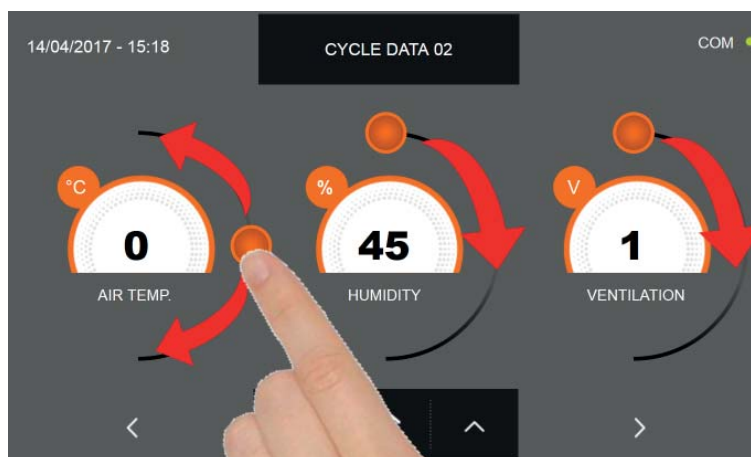 14/04/2017 - 15:18
CYCLE DATA 02
COM
°C
%
V
0
45
1
AIR TEMP.
HUMIDITY
VENTILATION